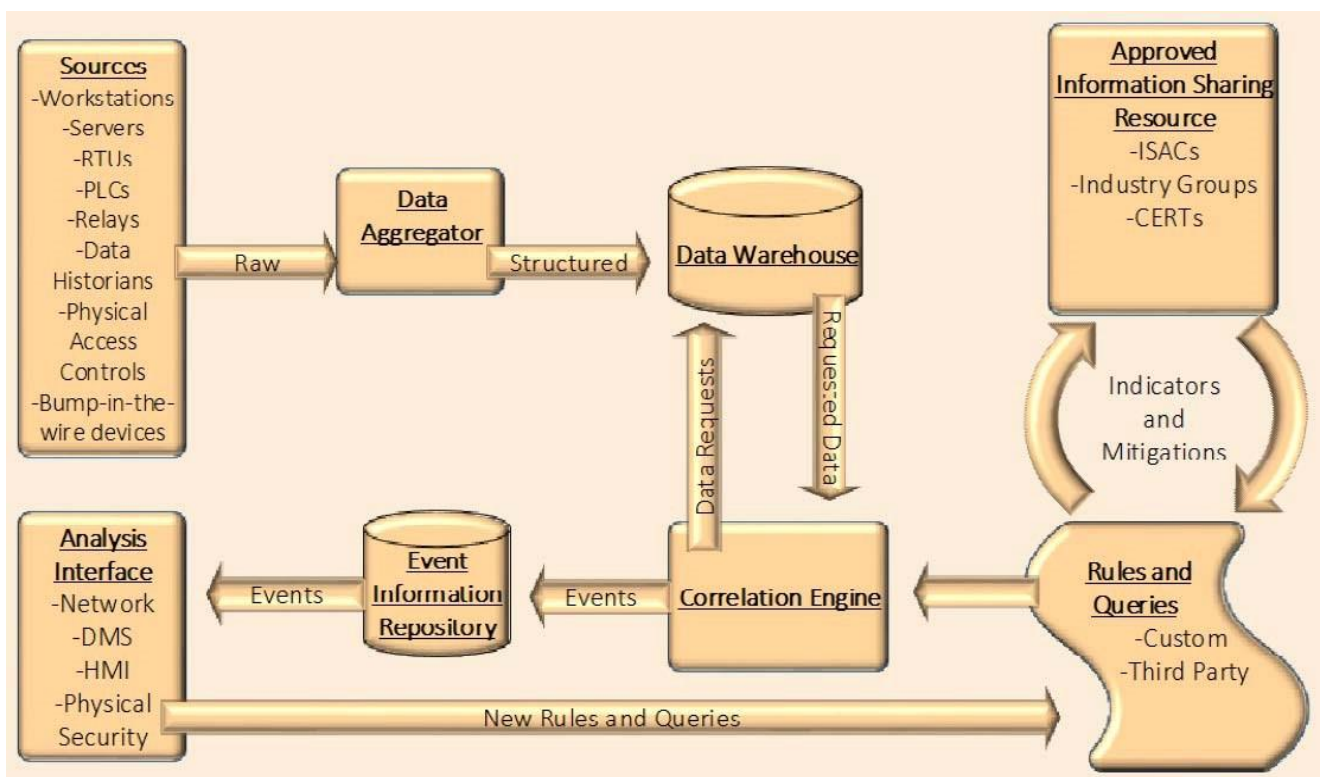 Sources
-Workstations
-Servers
-RTUs
-PLCs
-Relays
-Data
Historians
-Physical
Access
Controls
-Bump-in-the-
wire devices
Raw
Data
Aggregator
Structured
Data Warehouse
Approved
Information Sharing
Resource
-ISACs
-Industry Groups
-CERTs
Data Requests
Requested Data
Indicators
and
Mitigations
Analysis
Interface
-Network
-DMS
-HMI
-Physical
Security
Events
Event
Information
Repository
Events
Correlation Engine
Rules and
Queries
-Custom
-Third Party
New Rules and Queries